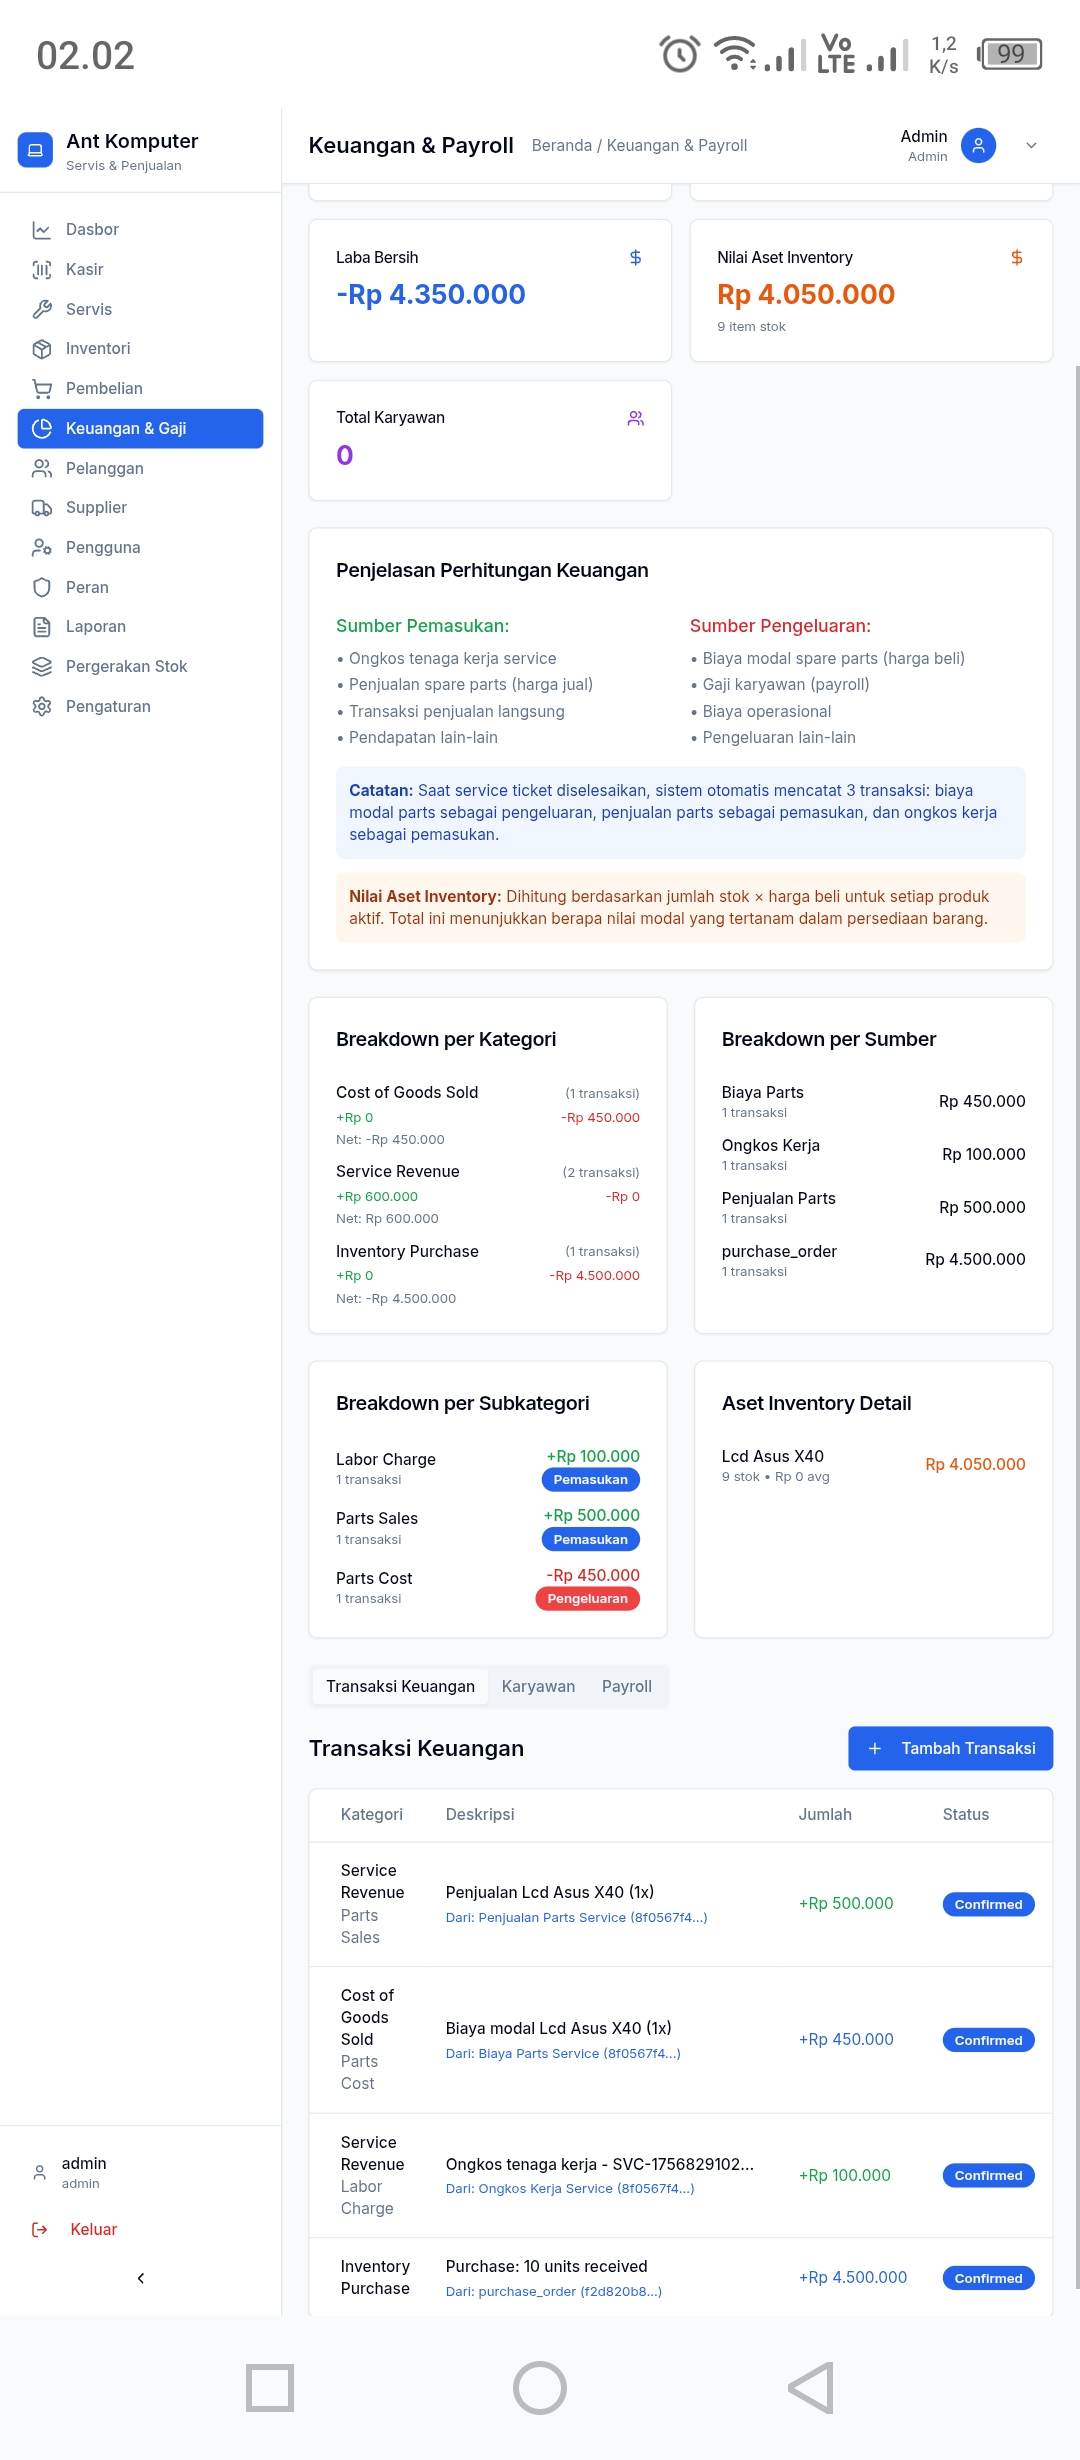 02.02
Vo LTE
1,2 K/s
99
Ant Komputer
Servis & Penjualan
Keuangan & Payroll
Beranda / Keuangan & Payroll
Admin
Admin
Dasbor
Kasir
Servis
Inventori
Pembelian
Keuangan & Gaji
Pelanggan
Supplier
Pengguna
Peran
Laporan
Pergerakan Stok
Pengaturan
admin
admin
Keluar
Laba Bersih
-Rp 4.350.000
Nilai Aset Inventory
Rp 4.050.000
9 item stok
Total Karyawan
0
Penjelasan Perhitungan Keuangan
Sumber Pemasukan:
• Ongkos tenaga kerja service
• Penjualan spare parts (harga jual)
• Transaksi penjualan langsung
• Pendapatan lain-lain
Sumber Pengeluaran:
• Biaya modal spare parts (harga beli)
• Gaji karyawan (payroll)
• Biaya operasional
• Pengeluaran lain-lain
Catatan: Saat service ticket diselesaikan, sistem otomatis mencatat 3 transaksi: biaya
modal parts sebagai pengeluaran, penjualan parts sebagai pemasukan, dan ongkos kerja
sebagai pemasukan.
Nilai Aset Inventory: Dihitung berdasarkan jumlah stok × harga beli untuk setiap produk
aktif. Total ini menunjukkan berapa nilai modal yang tertanam dalam persediaan barang.
Breakdown per Kategori
Cost of Goods Sold (1 transaksi)
+Rp 0 -Rp 450.000
Net: -Rp 450.000
Service Revenue (2 transaksi)
+Rp 600.000 -Rp 0
Net: Rp 600.000
Inventory Purchase (1 transaksi)
+Rp 0 -Rp 4.500.000
Net: -Rp 4.500.000
Breakdown per Sumber
Biaya Parts Rp 450.000
1 transaksi
Ongkos Kerja Rp 100.000
1 transaksi
Penjualan Parts Rp 500.000
1 transaksi
purchase_order Rp 4.500.000
1 transaksi
Breakdown per Subkategori
Labor Charge +Rp 100.000
1 transaksi Pemasukan
Parts Sales +Rp 500.000
1 transaksi Pemasukan
Parts Cost -Rp 450.000
1 transaksi Pengeluaran
Aset Inventory Detail
Lcd Asus X40 Rp 4.050.000
9 stok • Rp 0 avg
Transaksi Keuangan Karyawan Payroll
Transaksi Keuangan
+ Tambah Transaksi
Kategori Deskripsi Jumlah Status
Service
Revenue
Parts
Sales
Penjualan Lcd Asus X40 (1x)
Dari: Penjualan Parts Service (8f0567f4...)
+Rp 500.000
Confirmed
Cost of
Goods
Sold
Parts
Cost
Biaya modal Lcd Asus X40 (1x)
Dari: Biaya Parts Service (8f0567f4...)
+Rp 450.000
Confirmed
Service
Revenue
Labor
Charge
Ongkos tenaga kerja - SVC-1756829102...
Dari: Ongkos Kerja Service (8f0567f4...)
+Rp 100.000
Confirmed
Inventory
Purchase
Purchase: 10 units received
Dari: purchase_order (f2d820b8...)
+Rp 4.500.000
Confirmed